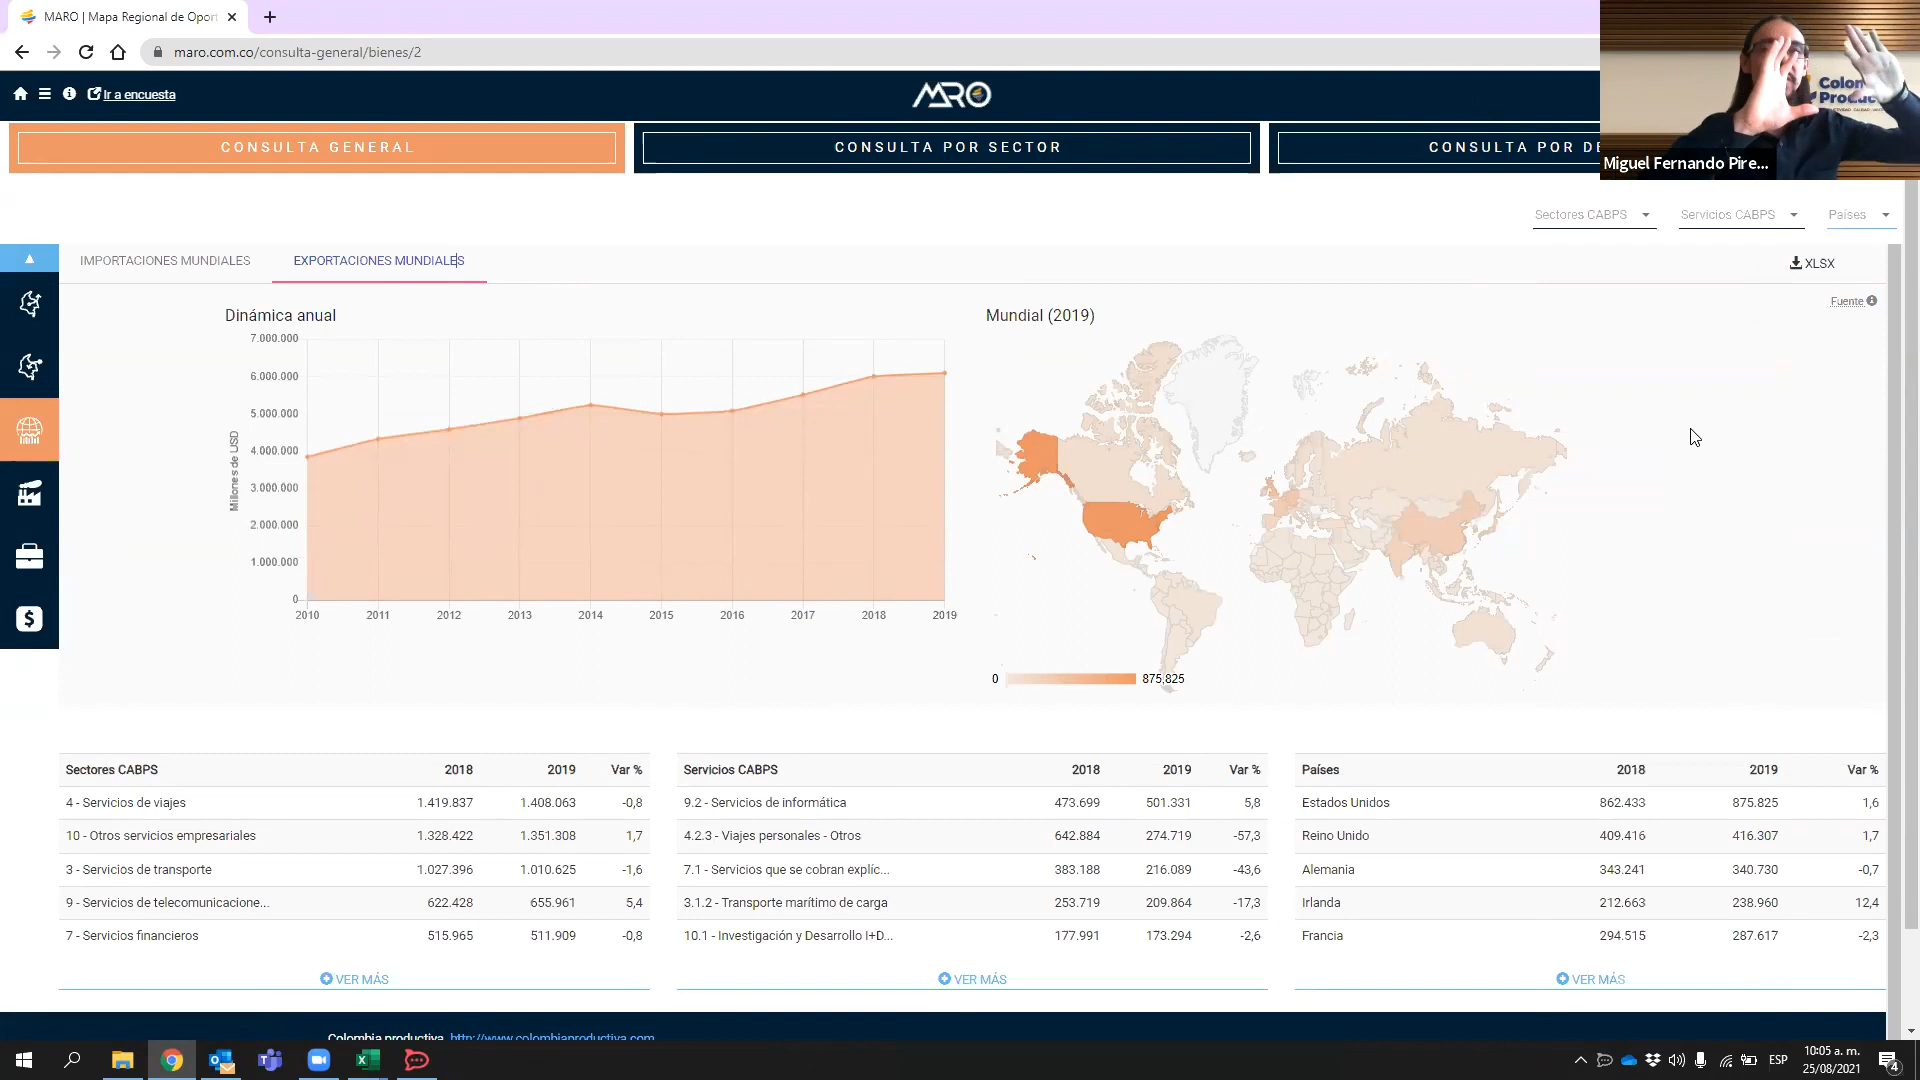 MARO | Mapa Regional de Oport
maro.com.co/consulta-general/bienes/2
Ir a encuesta
MRO
Colom
Produc
Miguel Fernando Pire...
CONSULTA GENERAL
CONSULTA POR SECTOR
CONSULTA POR DE
Sectores CABPS
Servicios CABPS
Países
IMPORTACIONES MUNDIALES
EXPORTACIONES MUNDIALES
XLSX
Fuente
Dinámica anual
Mundial (2019)
7.000.000
6.000.000
5.000.000
4.000.000
3.000.000
2.000.000
1.000.000
0
Millones de USD
2010 2011 2012 2013 2014 2015 2016 2017 2018 2019
0 875,825
Sectores CABPS 2018 2019 Var %
4 - Servicios de viajes 1.419.837 1.408.063 -0,8
10 - Otros servicios empresariales 1.328.422 1.351.308 1,7
3 - Servicios de transporte 1.027.396 1.010.625 -1,6
9 - Servicios de telecomunicacione... 622.428 655.961 5,4
7 - Servicios financieros 515.965 511.909 -0,8
VER MÁS
Servicios CABPS 2018 2019 Var %
9.2 - Servicios de informática 473.699 501.331 5,8
4.2.3 - Viajes personales - Otros 642.884 274.719 -57,3
7.1 - Servicios que se cobran explíc... 383.188 216.089 -43,6
3.1.2 - Transporte marítimo de carga 253.719 209.864 -17,3
10.1 - Investigación y Desarrollo I+D... 177.991 173.294 -2,6
VER MÁS
Países 2018 2019 Var %
Estados Unidos 862.433 875.825 1,6
Reino Unido 409.416 416.307 1,7
Alemania 343.241 340.730 -0,7
Irlanda 212.663 238.960 12,4
Francia 294.515 287.617 -2,3
VER MÁS
Colombia productiva http://www.colombiaproductiva.com
ESP
10:05 a. m.
25/08/2021
4